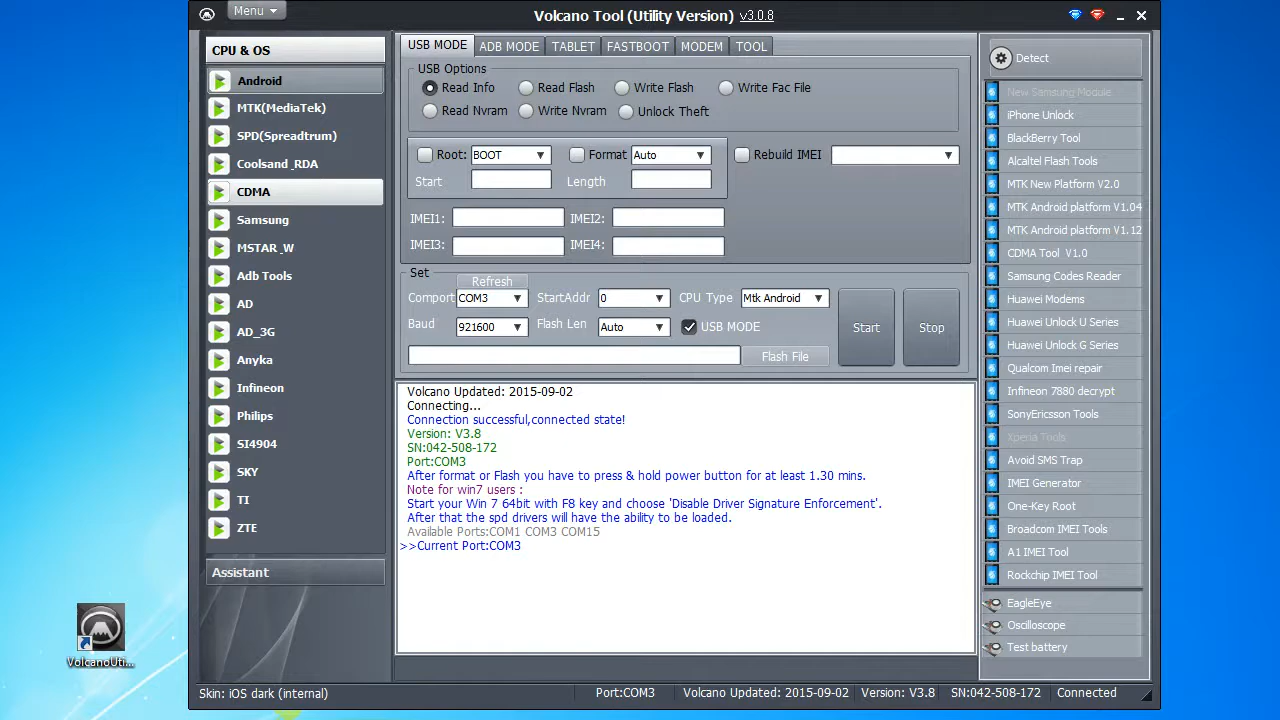 Menu
Volcano Tool (Utility Version) v3.0.8
CPU & OS
Android
MTK(MediaTek)
SPD(Spreadtrum)
Coolsand_RDA
CDMA
Samsung
MSTAR_W
Adb Tools
AD
AD_3G
Anyka
Infineon
Philips
SI4904
SKY
TI
ZTE
Assistant
USB MODE ADB MODE TABLET FASTBOOT MODEM TOOL
USB Options
Read Info Read Flash Write Flash Write Fac File
Read Nvram Write Nvram Unlock Theft
Root: BOOT Format Auto Rebuild IMEI
Start Length
IMEI1: IMEI2:
IMEI3: IMEI4:
Set
Refresh
Comport COM3 StartAddr 0 CPU Type Mtk Android
Baud 921600 Flash Len Auto USB MODE
Start Stop
Flash File
Volcano Updated: 2015-09-02
Connecting...
Connection successful,connected state!
Version: V3.8
SN:042-508-172
Port:COM3
After format or Flash you have to press & hold power button for at least 1.30 mins.
Note for win7 users :
Start your Win 7 64bit with F8 key and choose 'Disable Driver Signature Enforcement'.
After that the spd drivers will have the ability to be loaded.
Available Ports:COM1 COM3 COM15
>>Current Port:COM3
Detect
New Samsung Module
iPhone Unlock
BlackBerry Tool
Alcaltel Flash Tools
MTK New Platform V2.0
MTK Android platform V1.04
MTK Android platform V1.12
CDMA Tool V1.0
Samsung Codes Reader
Huawei Modems
Huawei Unlock U Series
Huawei Unlock G Series
Qualcom Imei repair
Infineon 7880 decrypt
SonyEricsson Tools
Xperia Tools
Avoid SMS Trap
IMEI Generator
One-Key Root
Broadcom IMEI Tools
A1 IMEI Tool
Rockchip IMEI Tool
EagleEye
Oscilloscope
Test battery
VolcanoUti...
Skin: iOS dark (internal) Port:COM3 Volcano Updated: 2015-09-02 Version: V3.8 SN:042-508-172 Connected